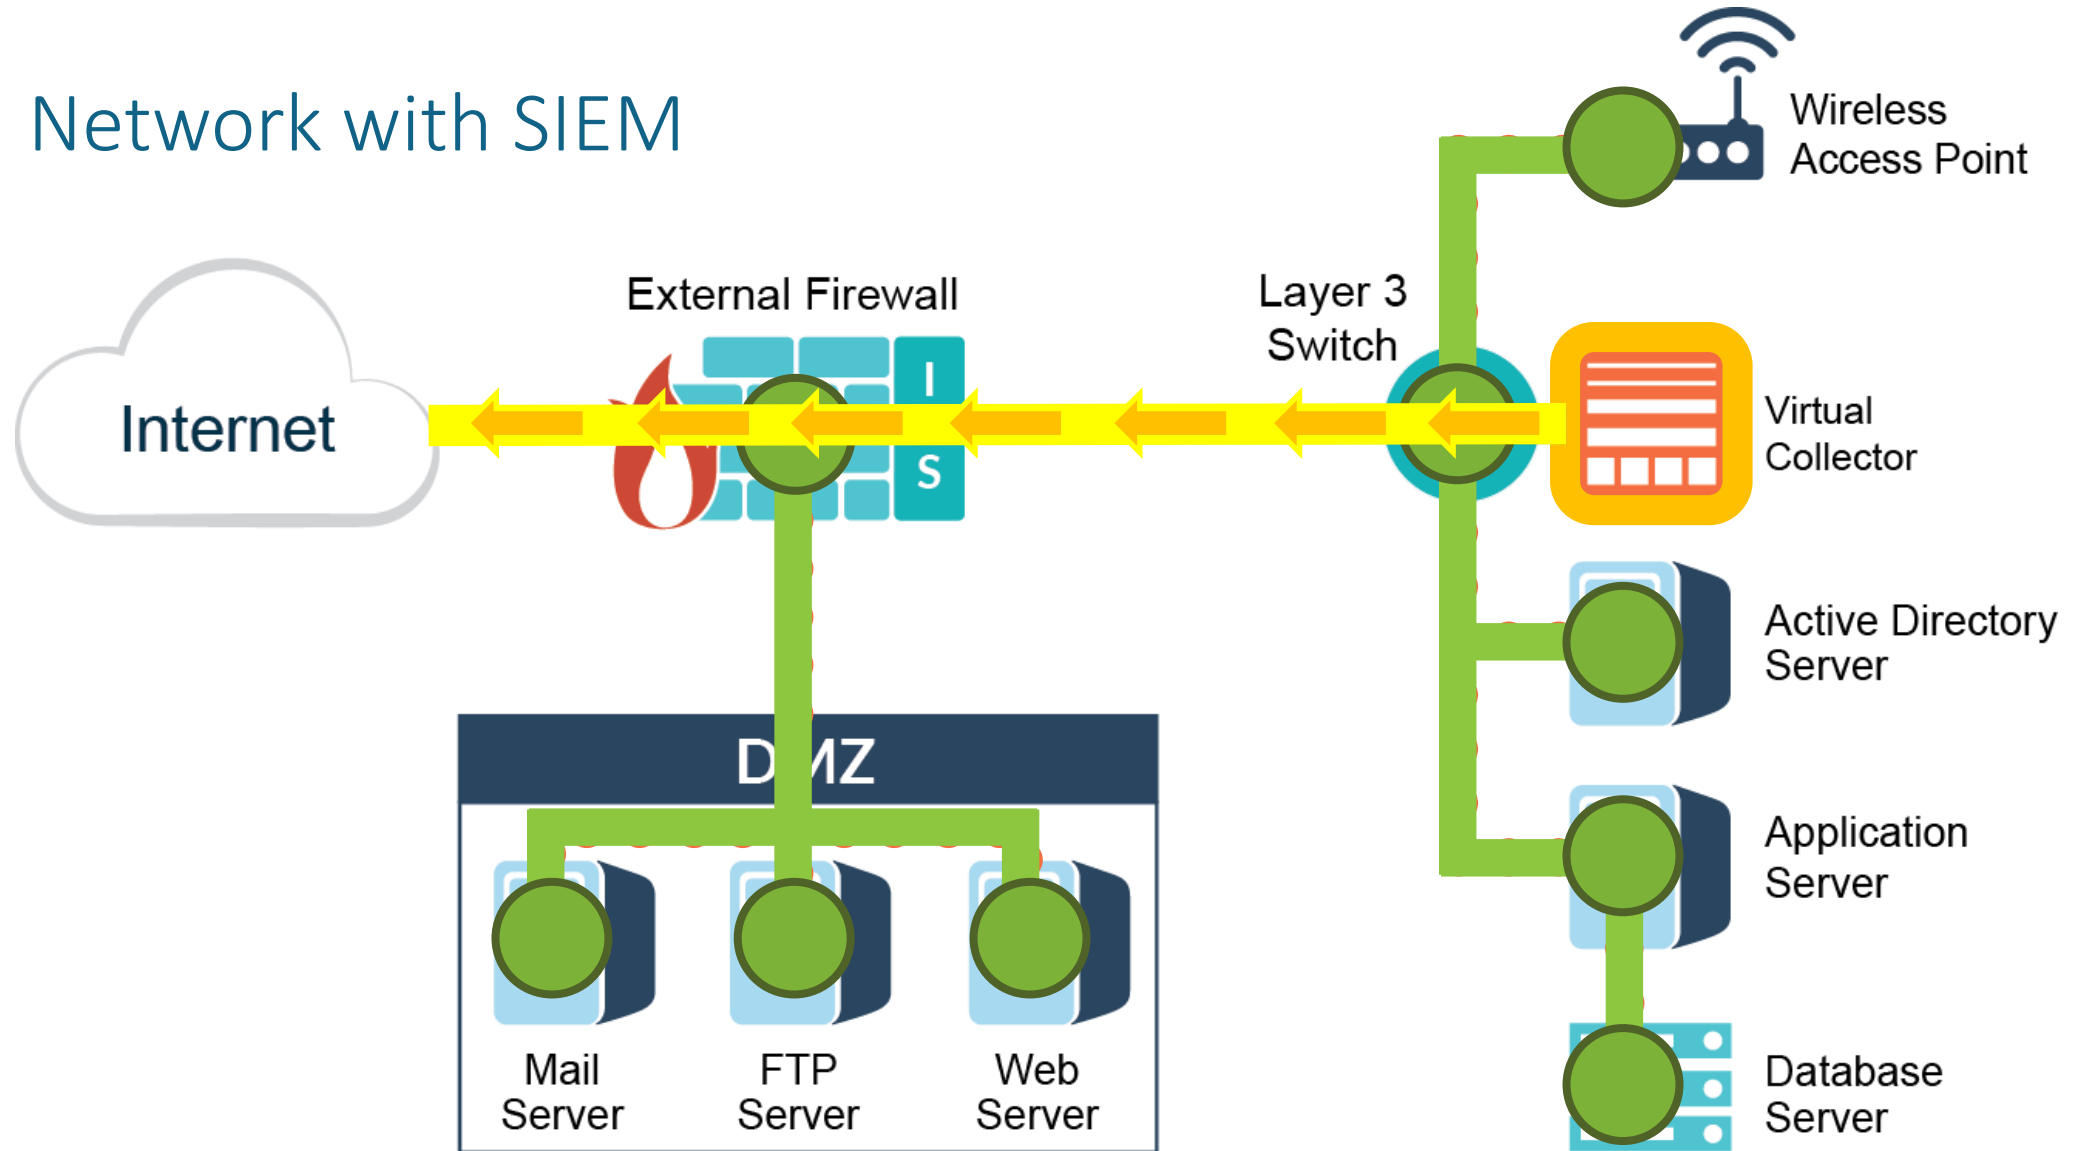 Network with SIEM
Wireless
Access Point
External Firewall
Layer 3
Switch
I
S
Internet
Virtual
Collector
Active Directory
Server
DMZ
Application
Server
Mail
Server
FTP
Server
Web
Server
Database
Server